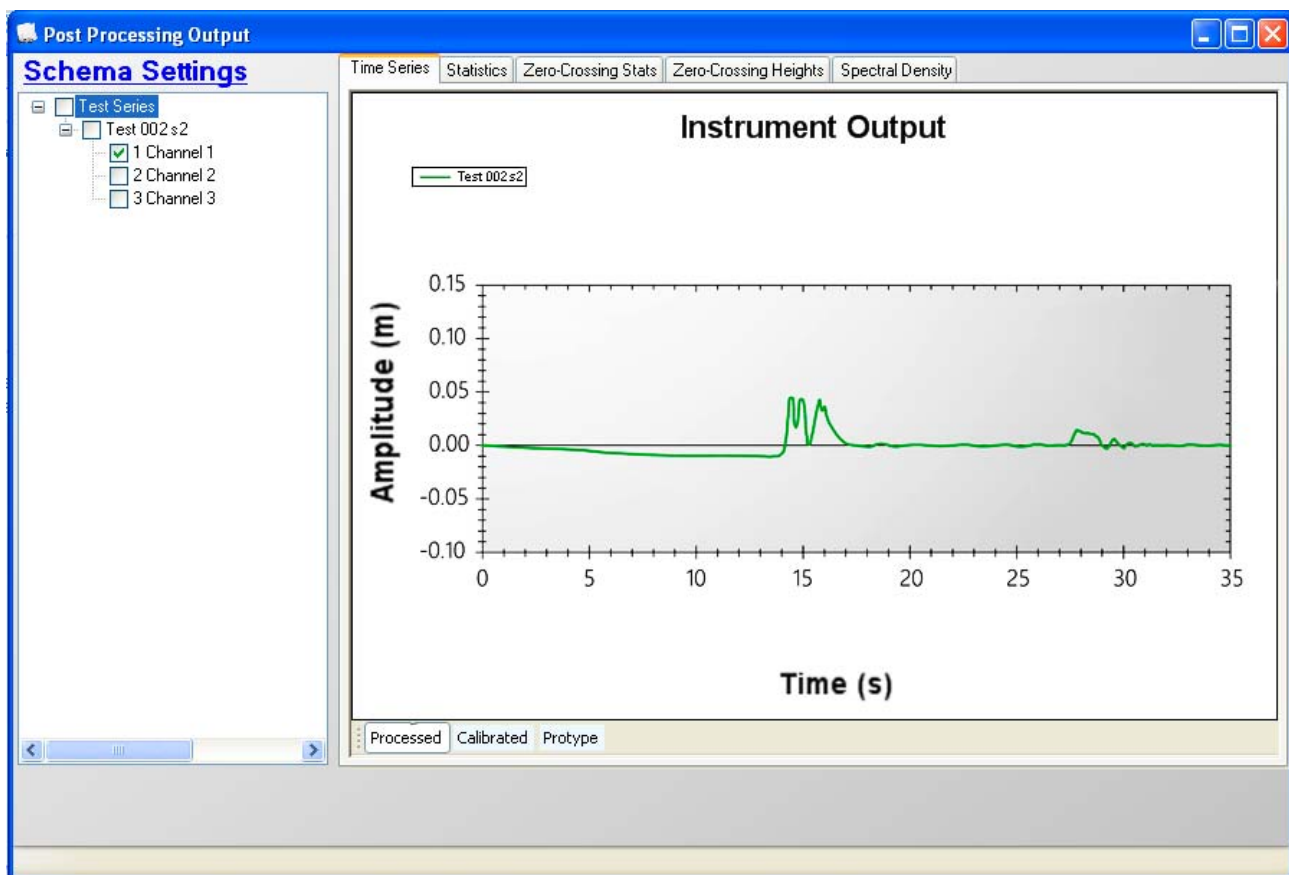 Post Processing Output
Schema Settings
Test Series
Test 002 s2
1 Channel 1
2 Channel 2
3 Channel 3
Time Series
Statistics
Zero-Crossing Stats
Zero-Crossing Heights
Spectral Density
Instrument Output
Test 002 s2
0.15
0.10
0.05
0.00
-0.05
-0.10
Amplitude (m)
0 5 10 15 20 25 30 35
Time (s)
Processed
Calibrated
Protype